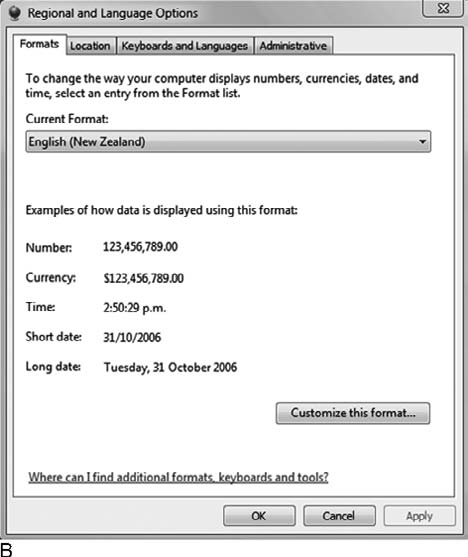 Regional and Language Options
Formats Location Keyboards and Languages Administrative
To change the way your computer displays numbers, currencies, dates, and
time, select an entry from the Format list.
Current Format:
English (New Zealand)
Examples of how data is displayed using this format:
Number: 123,456,789.00
Currency: $123,456,789.00
Time: 2:50:29 p.m.
Short date: 31/10/2006
Long date: Tuesday, 31 October 2006
Customize this format...
Where can I find additional formats, keyboards and tools?
OK Cancel Apply
B